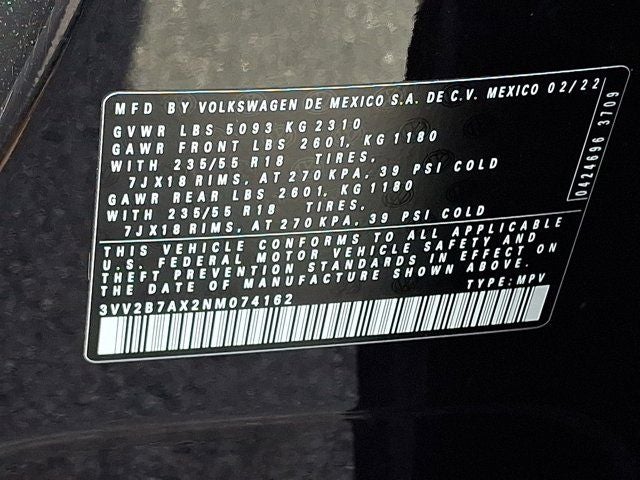 MFD BY VOLKSWAGEN DE MEXICO S.A. DE C.V. MEXICO 02/22
GVWR LBS 5093 KG 2310
GAWR FRONT LBS 2601, KG 1180
WITH 235/55 R18 TIRES,
7JX18 RIMS, AT 270 KPA, 39 PSI COLD
GAWR REAR LBS 2601, KG 1180
WITH 235/55 R18 TIRES,
7JX18 RIMS, AT 270 KPA, 39 PSI COLD
THIS VEHICLE CONFORMS TO ALL APPLICABLE
U.S. FEDERAL MOTOR VEHICLE SAFETY AND
THEFT PREVENTION STANDARDS IN EFFECT ON
THE DATE OF MANUFACTURE SHOWN ABOVE.
TYPE: MPV
3VV2B7AX2NM074162
0424696 3709